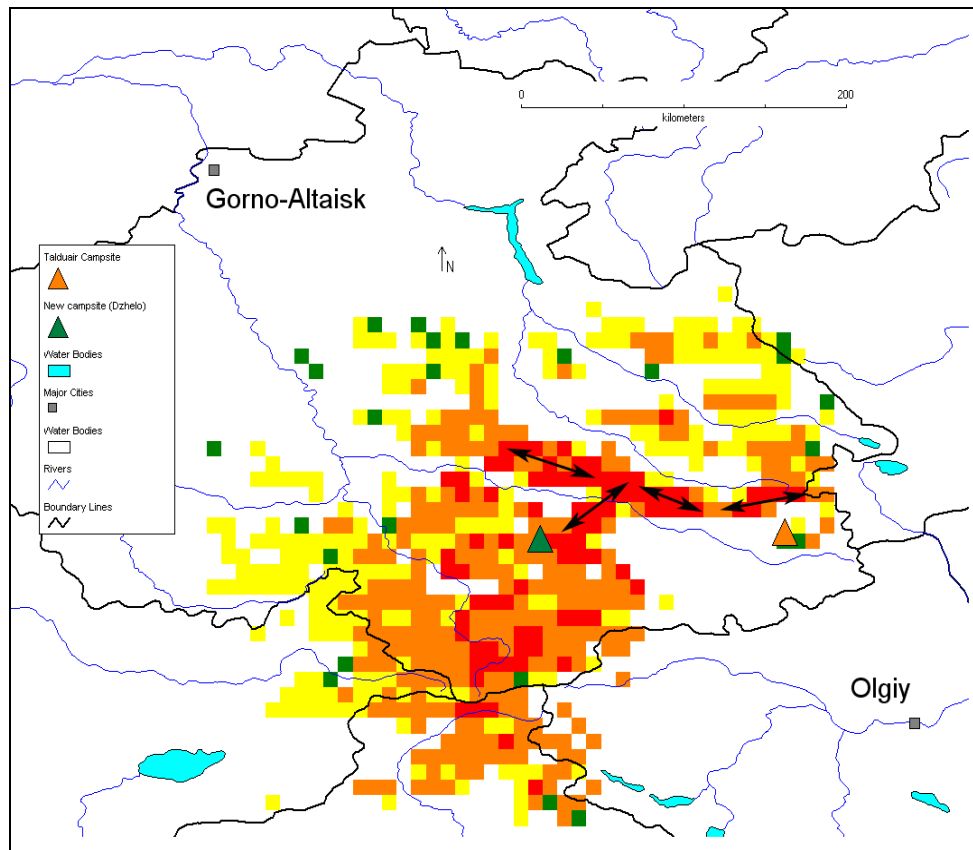 0
200
kilometers
Gorno-Altaisk
N
Talduair Campsite
New campsite (Dzhelo)
Water Bodies
Major Cities
Water Bodies
Rivers
Boundary Lines
Olgiy